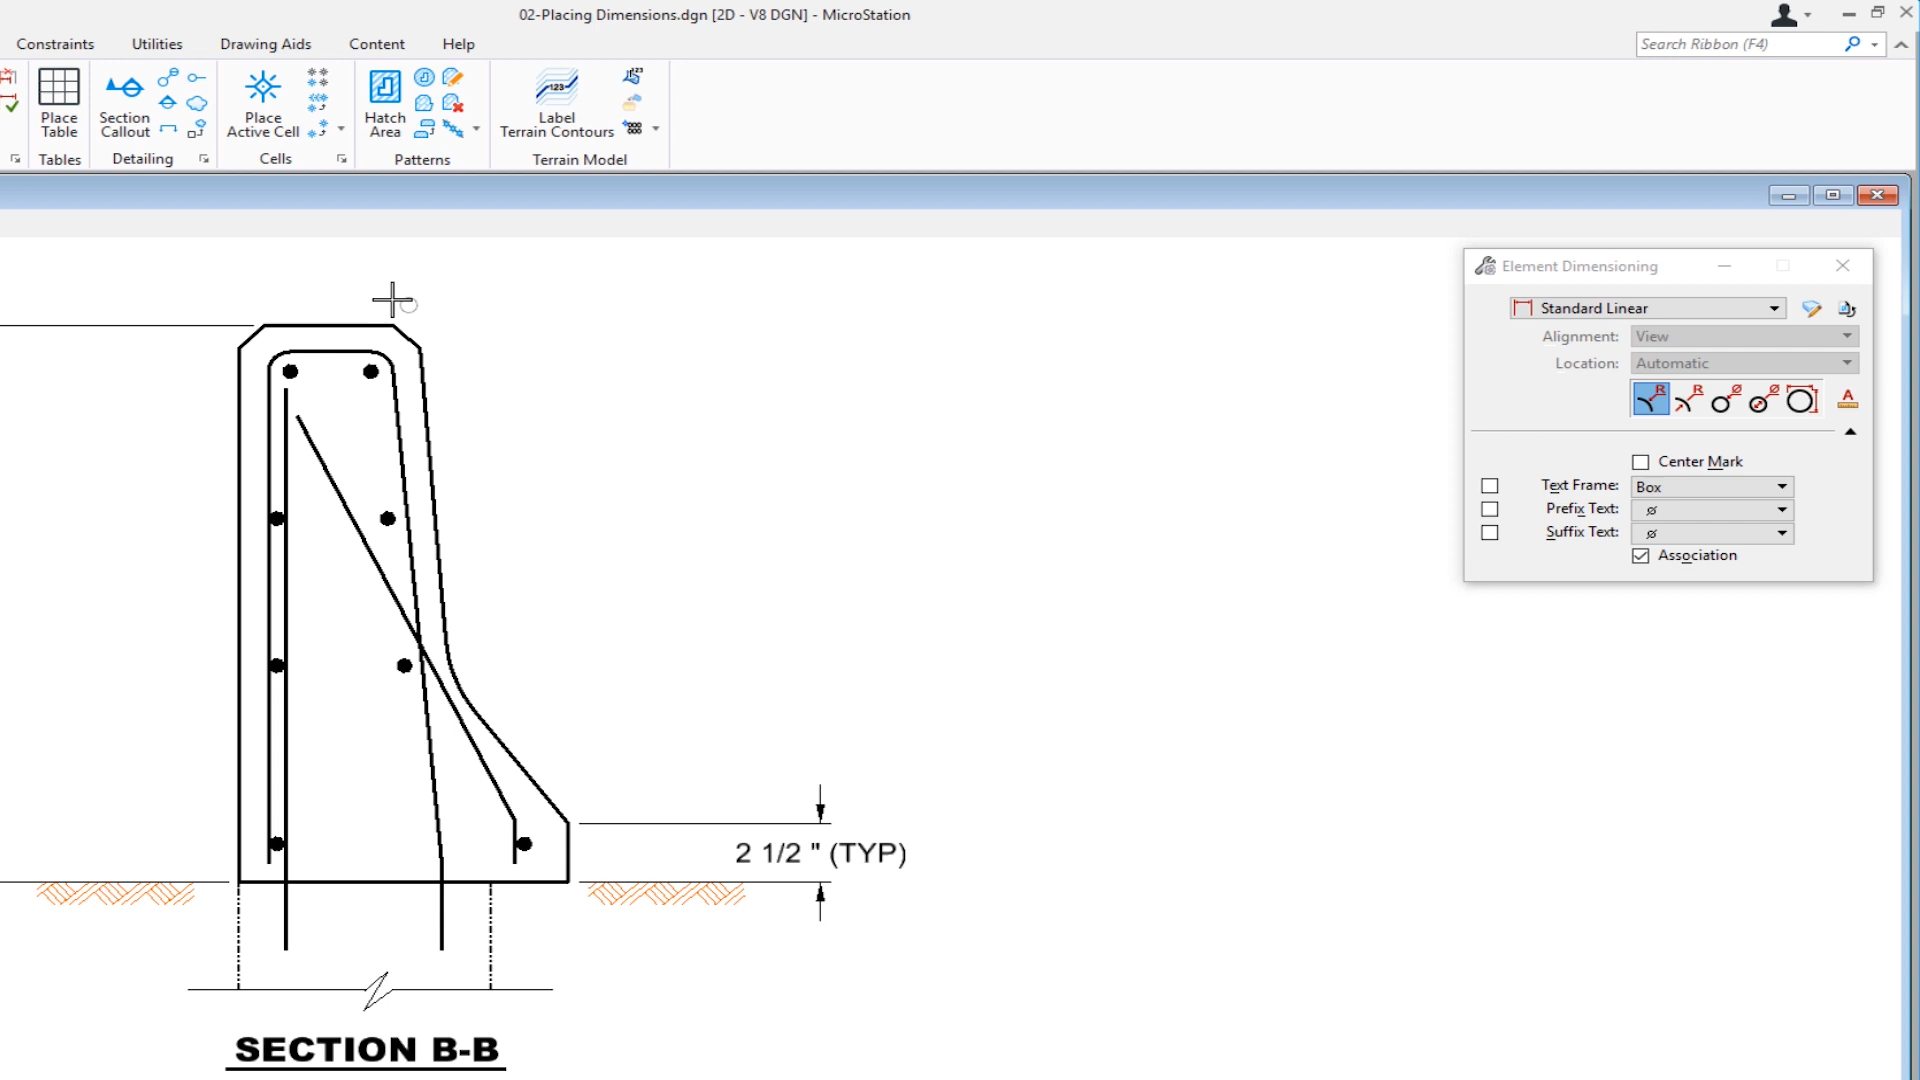 02-Placing Dimensions.dgn [2D - V8 DGN] - MicroStation
Constraints Utilities Drawing Aids Content Help
Search Ribbon (F4)
Place Table
Section Callout
Place Active Cell
Hatch Area
123
Label Terrain Contours
123
Tables Detailing Cells Patterns Terrain Model
Element Dimensioning
Standard Linear
Alignment: View
Location: Automatic
R R Ø Ø A
Center Mark
Text Frame: Box
Prefix Text: Ø
Suffix Text: Ø
Association
2 1/2 " (TYP)
SECTION B-B